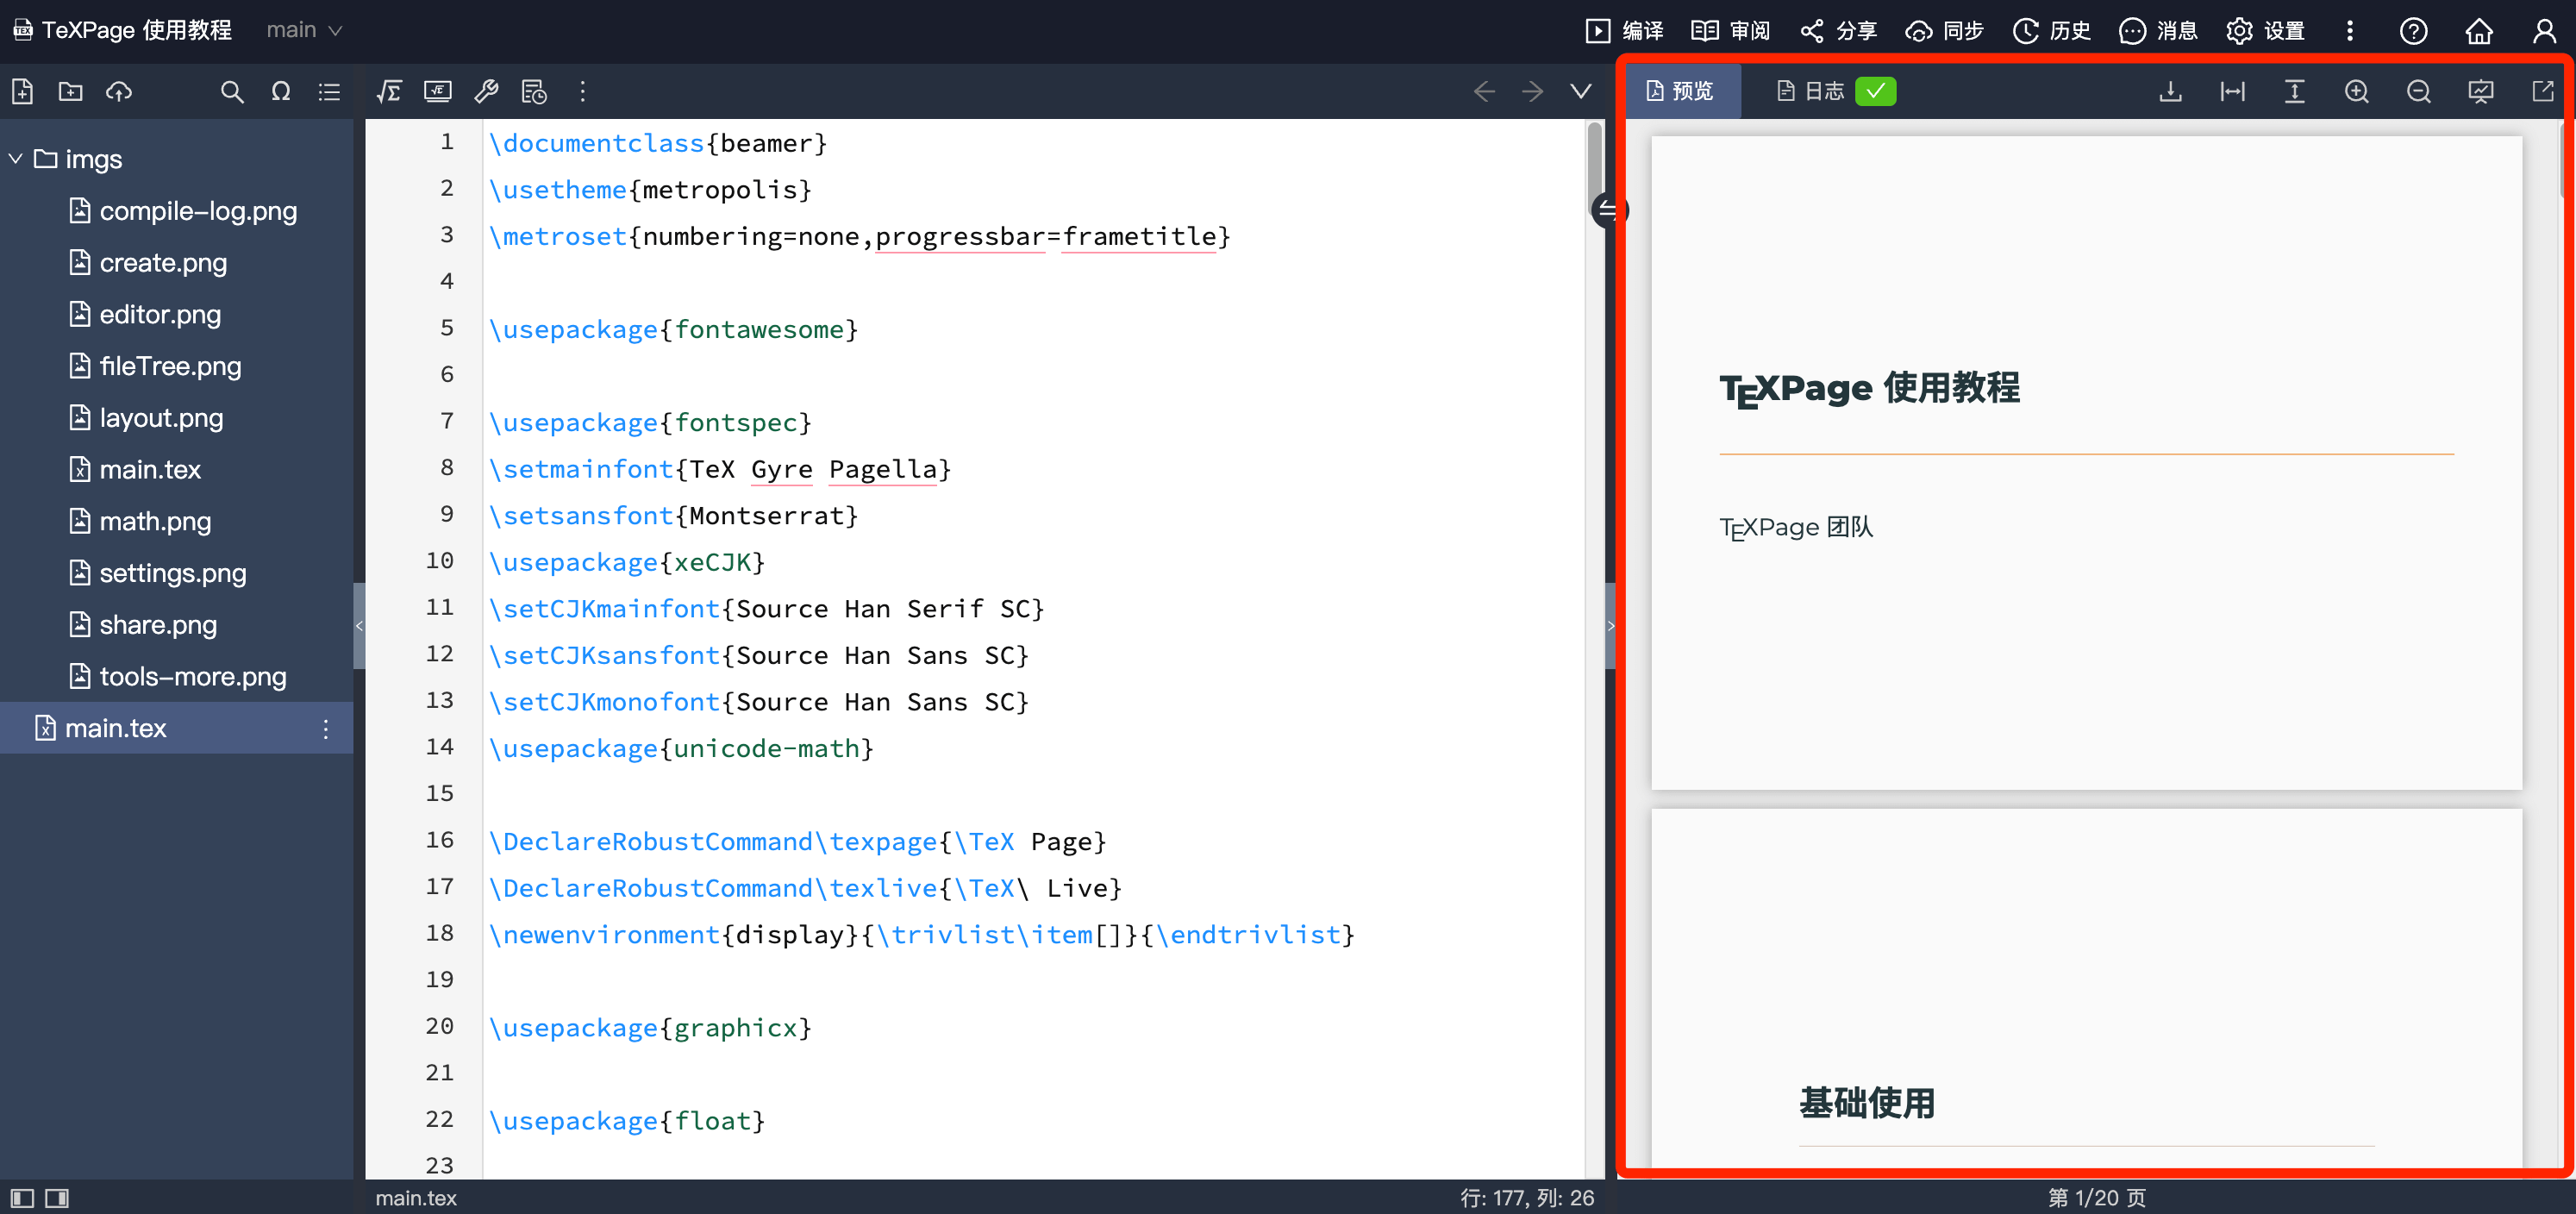 TeXPage 使用教程 main 编译 审阅 分享 同步 历史 消息 设置
预览 日志
imgs
compile-log.png
create.png
editor.png
fileTree.png
layout.png
main.tex
math.png
settings.png
share.png
tools-more.png
main.tex
1 \documentclass{beamer}
2 \usetheme{metropolis}
3 \metroset{numbering=none,progressbar=frametitle}
4
5 \usepackage{fontawesome}
6
7 \usepackage{fontspec}
8 \setmainfont{TeX Gyre Pagella}
9 \setsansfont{Montserrat}
10 \usepackage{xeCJK}
11 \setCJKmainfont{Source Han Serif SC}
12 \setCJKsansfont{Source Han Sans SC}
13 \setCJKmonofont{Source Han Sans SC}
14 \usepackage{unicode-math}
15
16 \DeclareRobustCommand\texpage{\TeX Page}
17 \DeclareRobustCommand\texlive{\TeX\ Live}
18 \newenvironment{display}{\trivlist\item[]}{\endtrivlist}
19
20 \usepackage{graphicx}
21
22 \usepackage{float}
23
TEXPage 使用教程
TEXPage 团队
基础使用
main.tex 行: 177, 列: 26 第 1/20 页